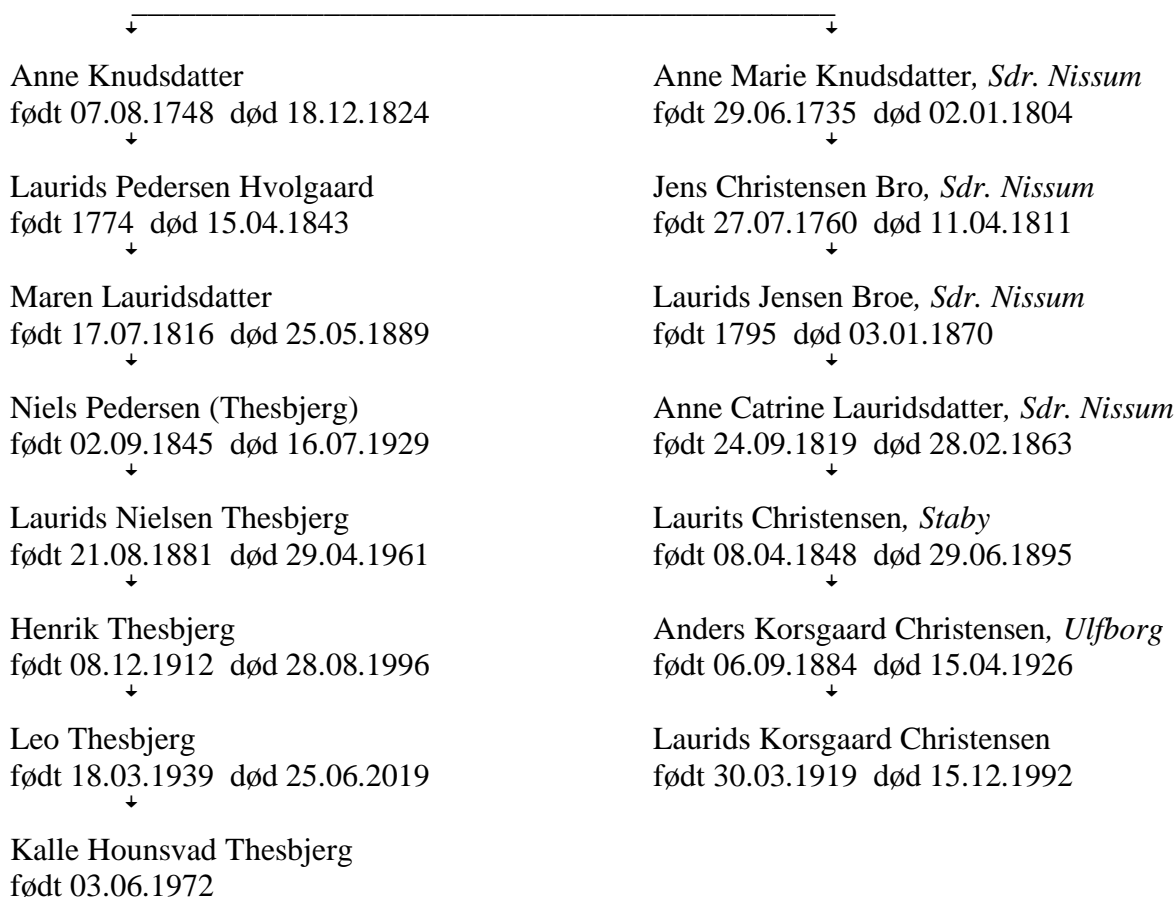 Anne Knudsdatter
født 07.08.1748  død 18.12.1824
Laurids Pedersen Hvolgaard
født 1774  død 15.04.1843
Maren Lauridsdatter
født 17.07.1816  død 25.05.1889
Niels Pedersen (Thesbjerg)
født 02.09.1845  død 16.07.1929
Laurids Nielsen Thesbjerg
født 21.08.1881  død 29.04.1961
Henrik Thesbjerg
født 08.12.1912  død 28.08.1996
Leo Thesbjerg
født 18.03.1939  død 25.06.2019
Kalle Hounsvad Thesbjerg
født 03.06.1972
Anne Marie Knudsdatter, Sdr. Nissum
født 29.06.1735  død 02.01.1804
Jens Christensen Bro, Sdr. Nissum
født 27.07.1760  død 11.04.1811
Laurids Jensen Broe, Sdr. Nissum
født 1795  død 03.01.1870
Anne Catrine Lauridsdatter, Sdr. Nissum
født 24.09.1819  død 28.02.1863
Laurits Christensen, Staby
født 08.04.1848  død 29.06.1895
Anders Korsgaard Christensen, Ulfborg
født 06.09.1884  død 15.04.1926
Laurids Korsgaard Christensen
født 30.03.1919  død 15.12.1992